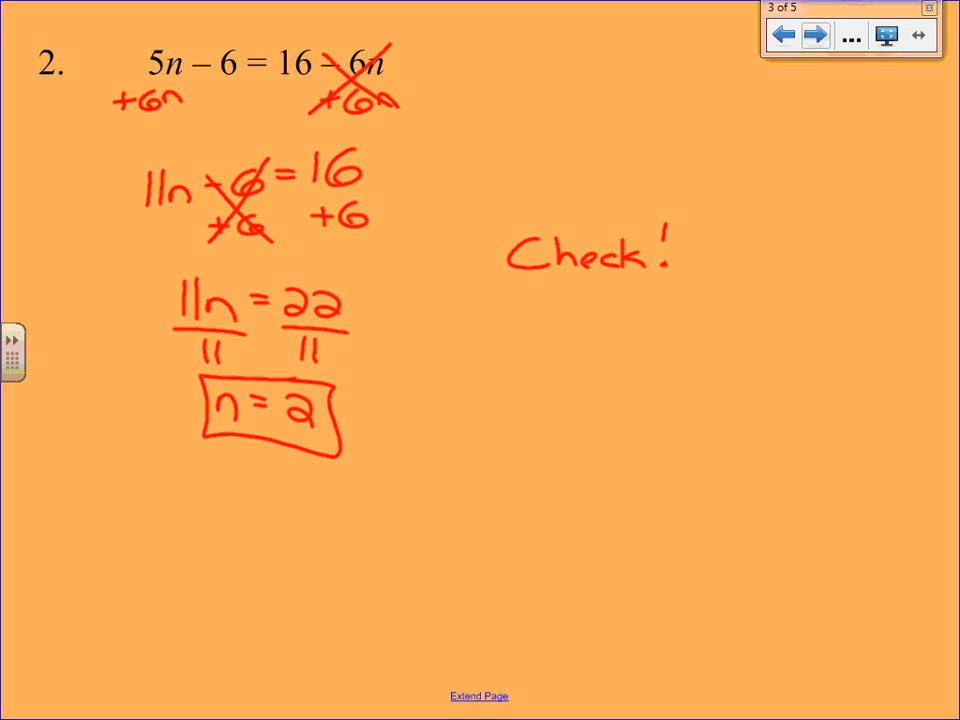 3 of 5
2. 5n – 6 = 16 – 6n
+6n +6n
11n - 6 = 16
+6 +6
Check!
11n = 22
11 11
n = 2
Extend Page